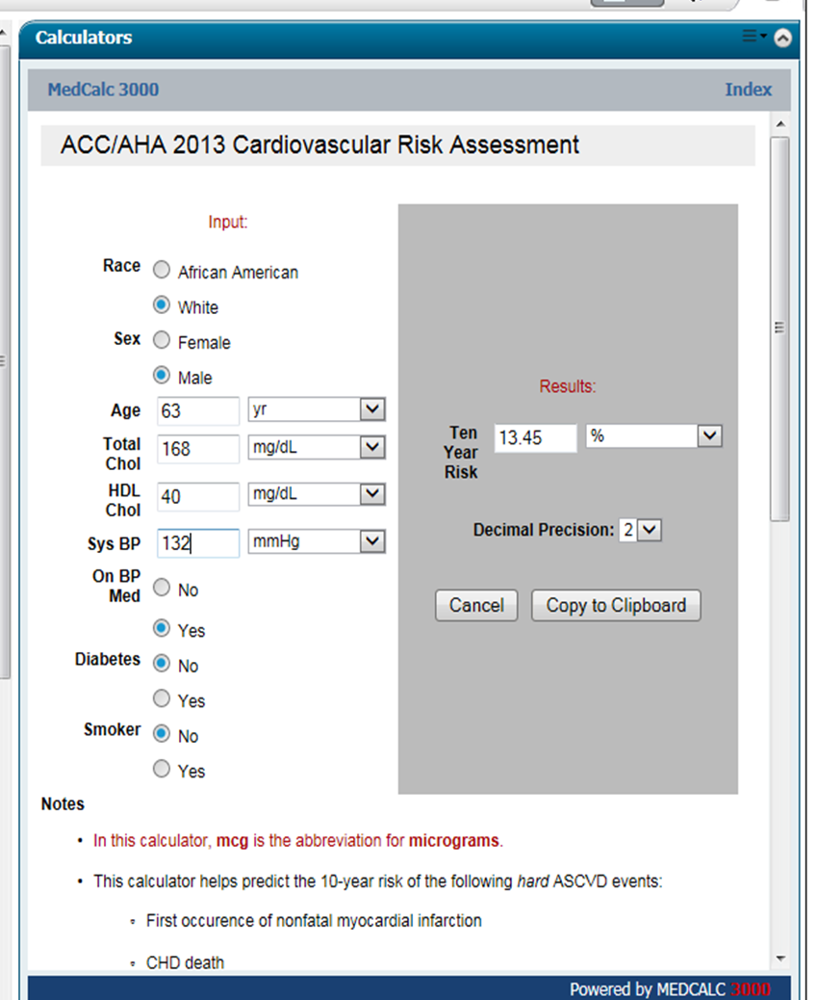 Calculators
MedCalc 3000 Index
ACC/AHA 2013 Cardiovascular Risk Assessment
Input:
Race African American
White
Sex Female
Male
Age 63 yr
Total Chol 168 mg/dL
HDL Chol 40 mg/dL
Sys BP 132 mmHg
On BP Med No
Yes
Diabetes No
Yes
Smoker No
Yes
Results:
Ten Year Risk 13.45 %
Decimal Precision: 2
Cancel Copy to Clipboard
Notes
• In this calculator, mcg is the abbreviation for micrograms.
• This calculator helps predict the 10-year risk of the following hard ASCVD events:
◦ First occurence of nonfatal myocardial infarction
◦ CHD death
Powered by MEDCALC 3000